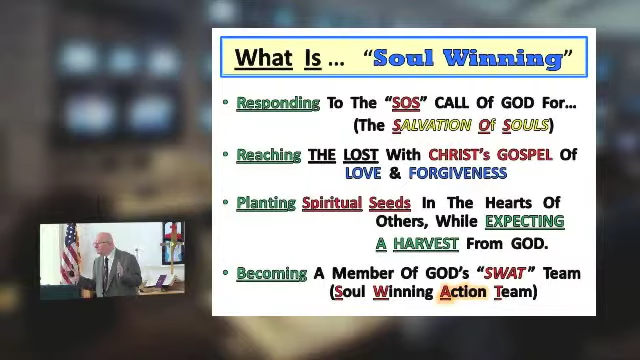 What Is... “Soul Winning”
• Responding To The “SOS” CALL Of GOD For...
(The SALVATION Of SOULS)
• Reaching THE LOST With CHRIST's GOSPEL Of
LOVE & FORGIVENESS
• Planting Spiritual Seeds In The Hearts Of
Others, While EXPECTING
A HARVEST From GOD.
• Becoming A Member Of GOD's “SWAT” Team
(Soul Winning Action Team)